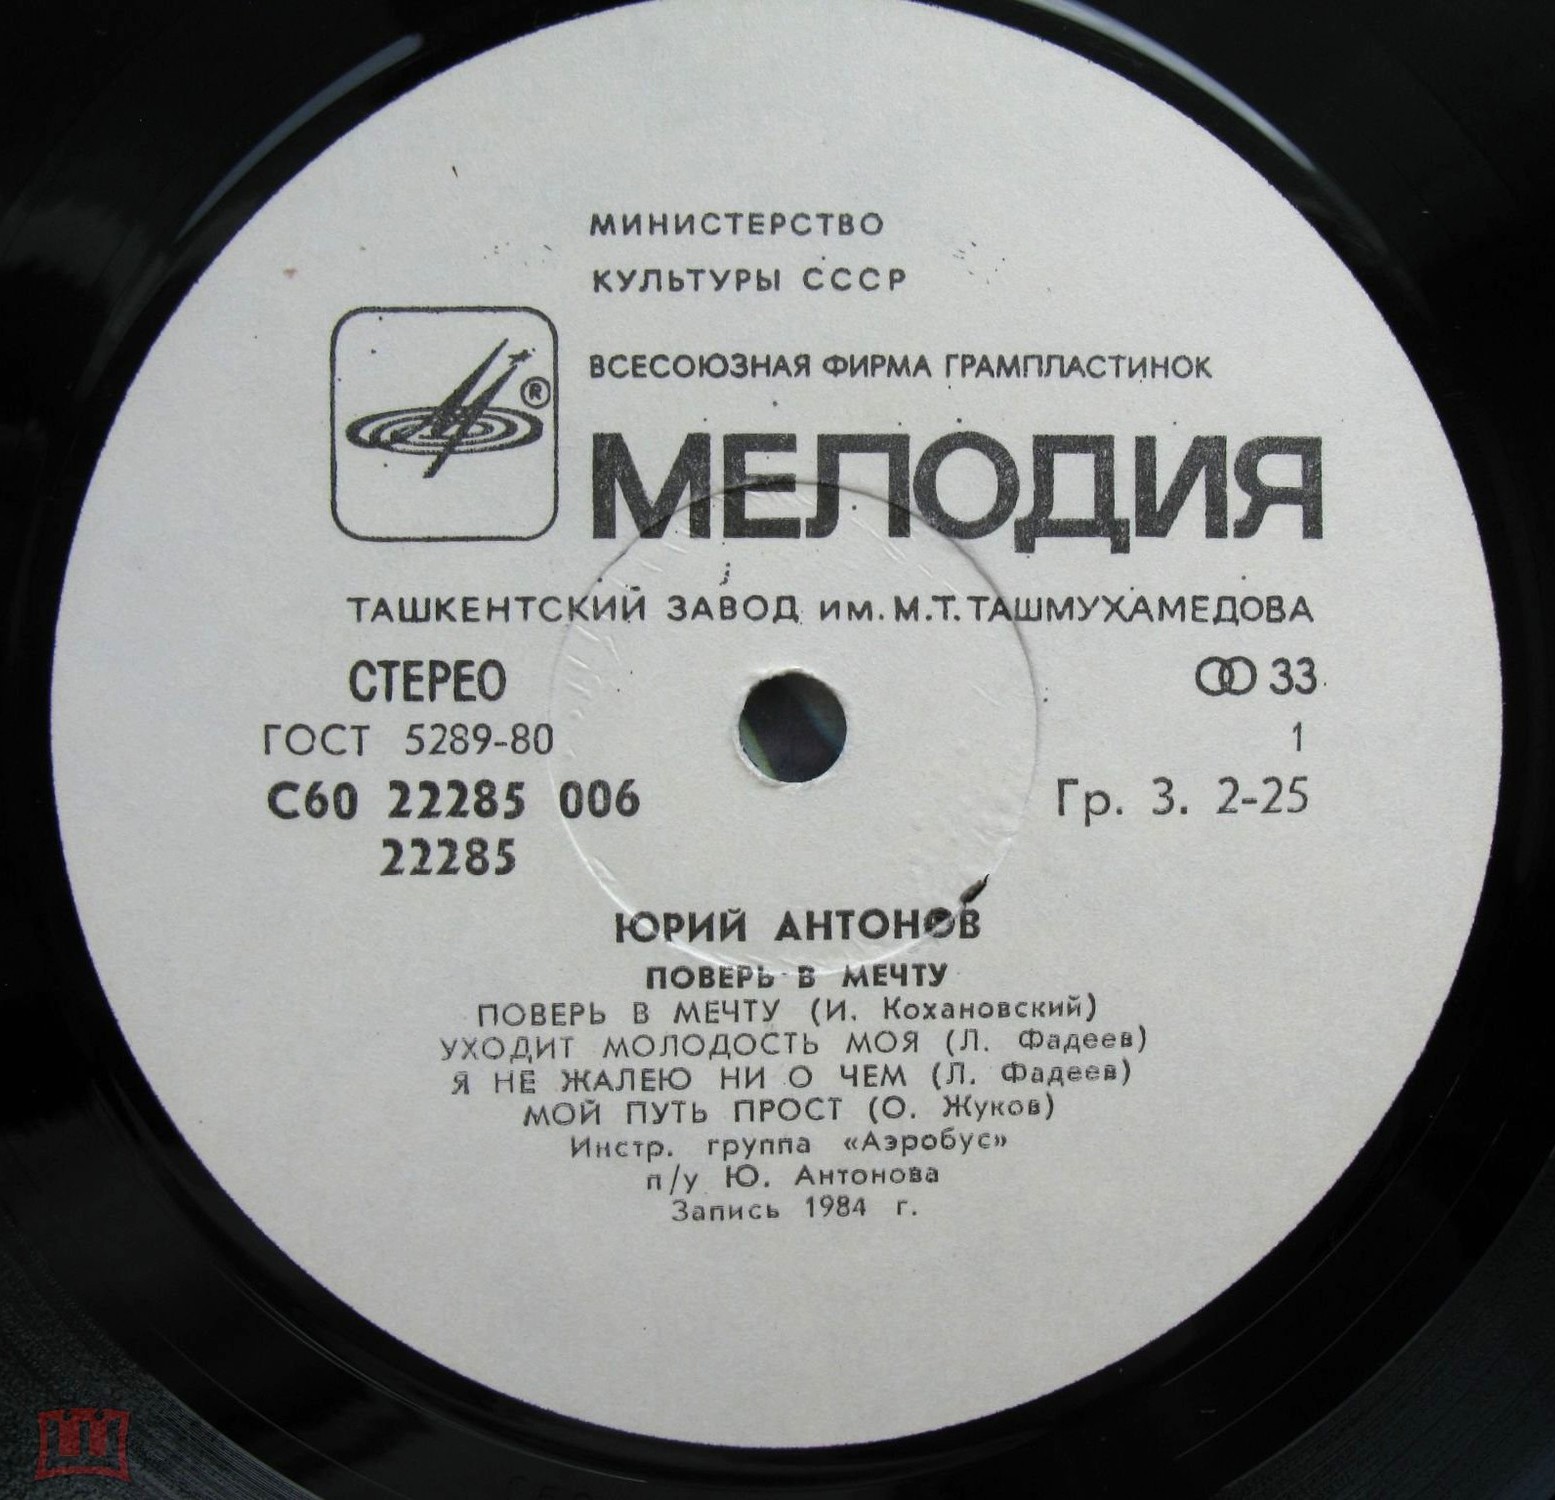 МИНИСТЕРСТВО
КУЛЬТУРЫ СССР
ВСЕСОЮЗНАЯ ФИРМА ГРАМПЛАСТИНОК
®
МЕЛОДИЯ
ТАШКЕНТСКИЙ ЗАВОД им. М.Т. ТАШМУХАМЕДОВА
СТЕРЕО 33
ГОСТ 5289-80 1
С60 22285 006 Гр. 3. 2-25
22285
ЮРИЙ АНТОНОВ
ПОВЕРЬ В МЕЧТУ
ПОВЕРЬ В МЕЧТУ (И. Кохановский)
УХОДИТ МОЛОДОСТЬ МОЯ (Л. Фадеев)
Я НЕ ЖАЛЕЮ НИ О ЧЕМ (Л. Фадеев)
МОЙ ПУТЬ ПРОСТ (О. Жуков)
Инстр. группа «Аэробус»
п/у Ю. Антонова
Запись 1984 г.